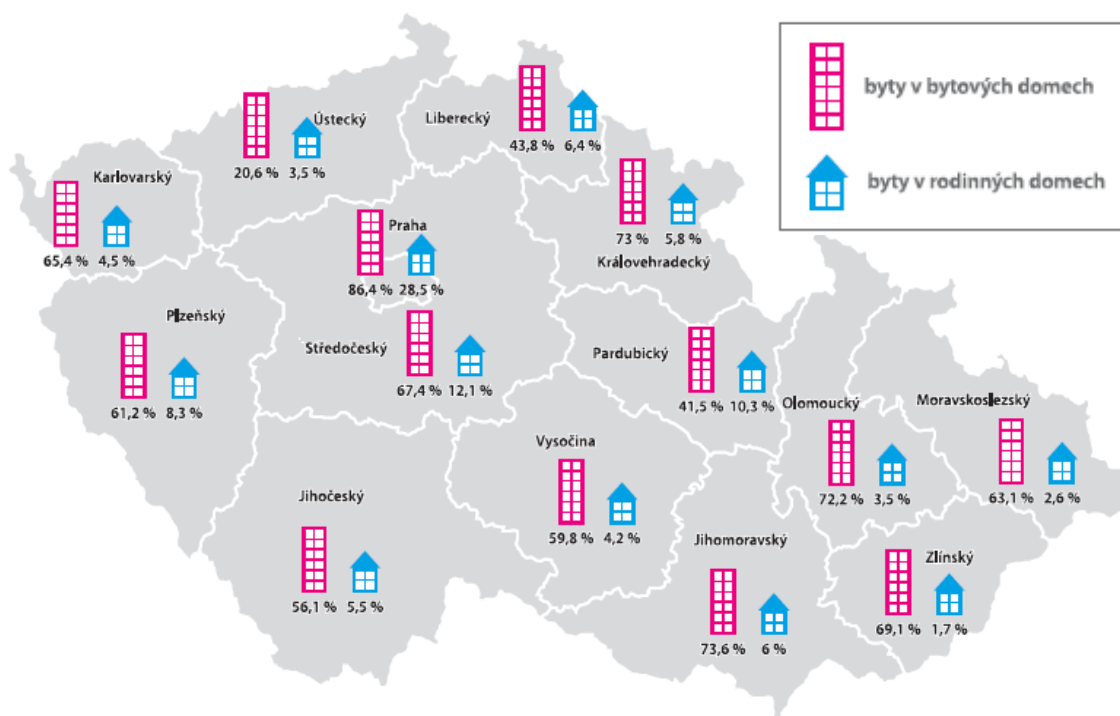 byty v bytových domech
byty v rodinných domech
Ústecký
20,6 % 3,5 %
Liberecký
43,8 % 6,4 %
Karlovarský
65,4 % 4,5 %
Praha
86,4 % 28,5 %
73 % 5,8 %
Královehradecký
Plzeňský
61,2 % 8,3 %
Středočeský
67,4 % 12,1 %
Pardubický
41,5 % 10,3 %
Olomoucký
72,2 % 3,5 %
Moravskoslezský
63,1 % 2,6 %
Vysočina
59,8 % 4,2 %
Jihočeský
56,1 % 5,5 %
Jihomoravský
73,6 % 6 %
Zlínský
69,1 % 1,7 %